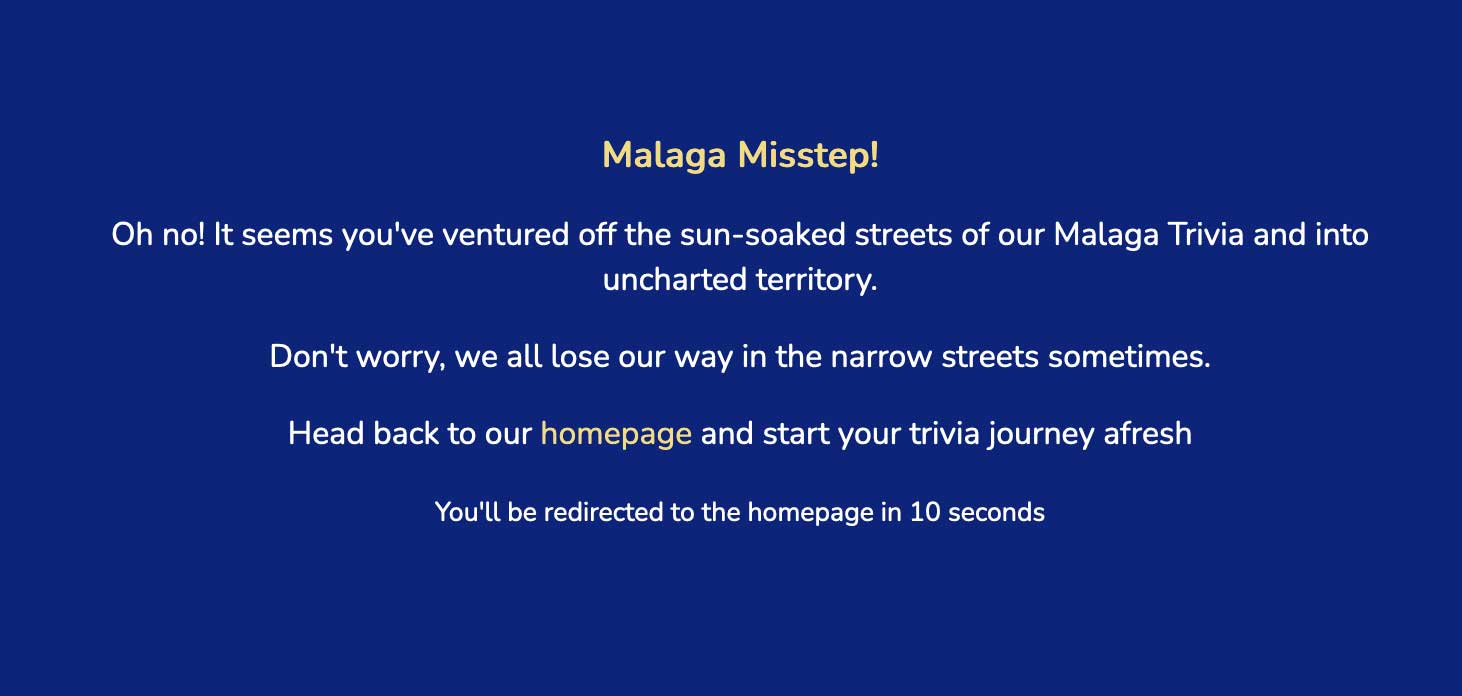 Malaga Misstep!
Oh no! It seems you've ventured off the sun-soaked streets of our Malaga Trivia and into
uncharted territory.
Don't worry, we all lose our way in the narrow streets sometimes.
Head back to our homepage and start your trivia journey afresh
You'll be redirected to the homepage in 10 seconds